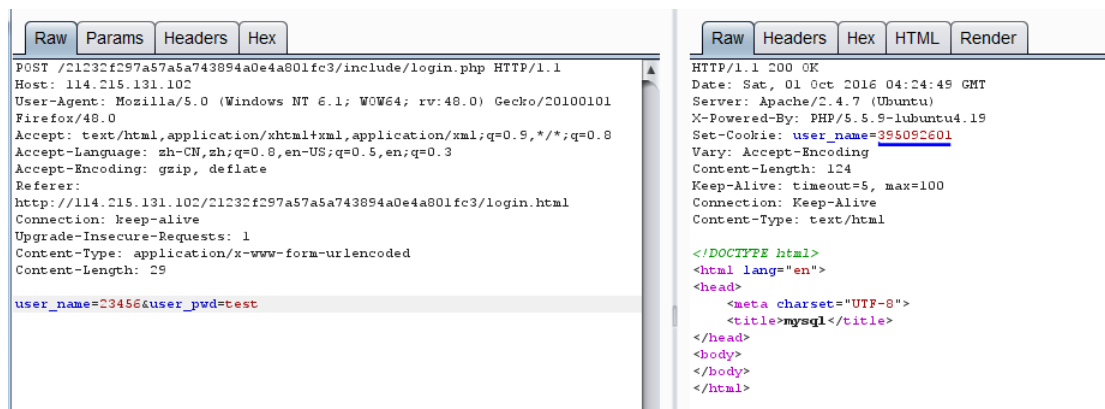 Raw Params Headers Hex
POST /21232f297a57a5a743894a0e4a801fc3/include/login.php HTTP/1.1
Host: 114.215.131.102
User-Agent: Mozilla/5.0 (Windows NT 6.1; WOW64; rv:48.0) Gecko/20100101
Firefox/48.0
Accept: text/html,application/xhtml+xml,application/xml;q=0.9,*/*;q=0.8
Accept-Language: zh-CN,zh;q=0.8,en-US;q=0.5,en;q=0.3
Accept-Encoding: gzip, deflate
Referer:
http://114.215.131.102/21232f297a57a5a743894a0e4a801fc3/login.html
Connection: keep-alive
Upgrade-Insecure-Requests: 1
Content-Type: application/x-www-form-urlencoded
Content-Length: 29
user_name=23456&user_pwd=test
Raw Headers Hex HTML Render
HTTP/1.1 200 OK
Date: Sat, 01 Oct 2016 04:24:49 GMT
Server: Apache/2.4.7 (Ubuntu)
X-Powered-By: PHP/5.5.9-1ubuntu4.19
Set-Cookie: user_name=395092601
Vary: Accept-Encoding
Content-Length: 124
Keep-Alive: timeout=5, max=100
Connection: Keep-Alive
Content-Type: text/html
<!DOCTYPE html>
<html lang="en">
<head>
<meta charset="UTF-8">
<title>mysql</title>
</head>
<body>
</body>
</html>